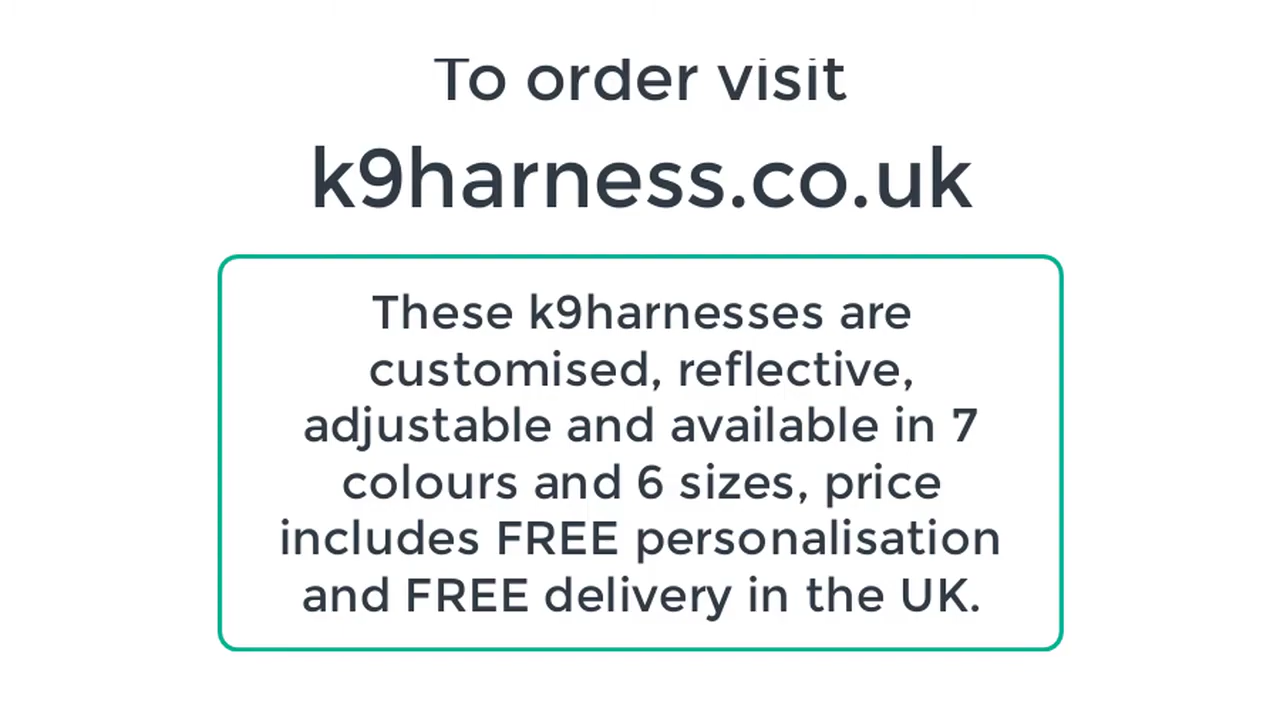 To order visit
k9harness.co.uk
These k9harnesses are
customised, reflective,
adjustable and available in 7
colours and 6 sizes, price
includes FREE personalisation
and FREE delivery in the UK.